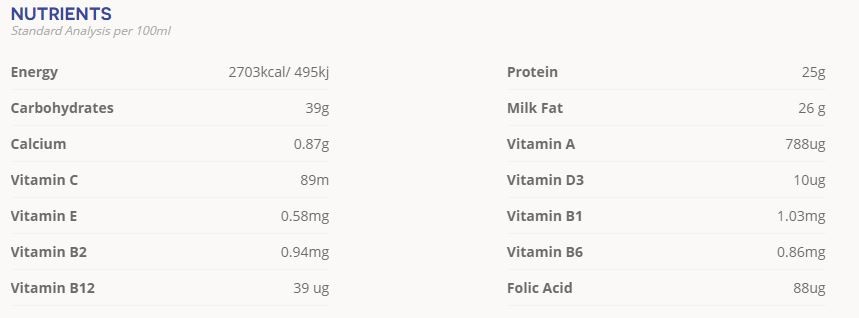 NUTRIENTS
Standard Analysis per 100ml
Energy 2703kcal/ 495kj
Protein 25g
Carbohydrates 39g
Milk Fat 26 g
Calcium 0.87g
Vitamin A 788ug
Vitamin C 89m
Vitamin D3 10ug
Vitamin E 0.58mg
Vitamin B1 1.03mg
Vitamin B2 0.94mg
Vitamin B6 0.86mg
Vitamin B12 39 ug
Folic Acid 88ug